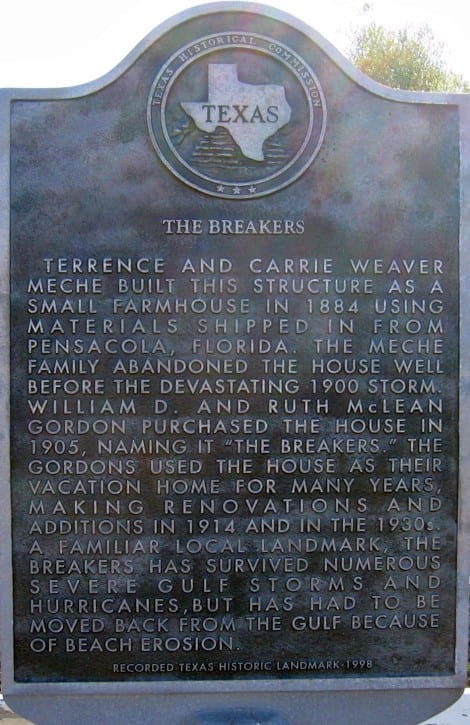 TEXAS HISTORICAL COMMISSION
TEXAS
THE BREAKERS
TERRENCE AND CARRIE WEAVER
MECHE BUILT THIS STRUCTURE AS A
SMALL FARMHOUSE IN 1884 USING
MATERIALS SHIPPED IN FROM
PENSACOLA, FLORIDA. THE MECHE
FAMILY ABANDONED THE HOUSE WELL
BEFORE THE DEVASTATING 1900 STORM.
WILLIAM D. AND RUTH McLEAN
GORDON PURCHASED THE HOUSE IN
1905, NAMING IT "THE BREAKERS." THE
GORDONS USED THE HOUSE AS THEIR
VACATION HOME FOR MANY YEARS,
MAKING RENOVATIONS AND
ADDITIONS IN 1914 AND IN THE 1930s.
A FAMILIAR LOCAL LANDMARK, THE
BREAKERS HAS SURVIVED NUMEROUS
SEVERE GULF STORMS AND
HURRICANES, BUT HAS HAD TO BE
MOVED BACK FROM THE GULF BECAUSE
OF BEACH EROSION.
RECORDED TEXAS HISTORIC LANDMARK-1998